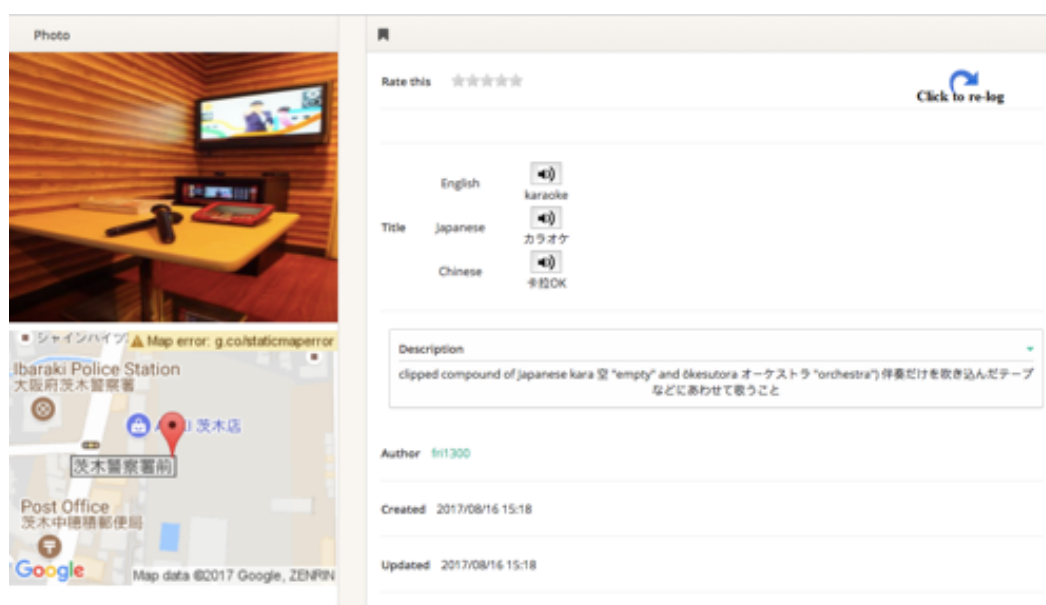 Photo
Rate this
Click to re-log
English
karaoke
Title
Japanese
カラオケ
Chinese
卡拉OK
Description
clipped compound of Japanese kara 空 "empty" and ōkesutora オーケストラ "orchestra") 伴奏だけを吹き込んだテープ
などにあわせて歌うこと
Author fri1300
Created 2017/08/16 15:18
Updated 2017/08/16 15:18
シャインハイツ
Map error: g.co/staticmaperror
Ibaraki Police Station
大阪府茨木警察署
茨木店
茨木警察署前
Post Office
茨木中穂積郵便局
Google
Map data ©2017 Google, ZENRIN